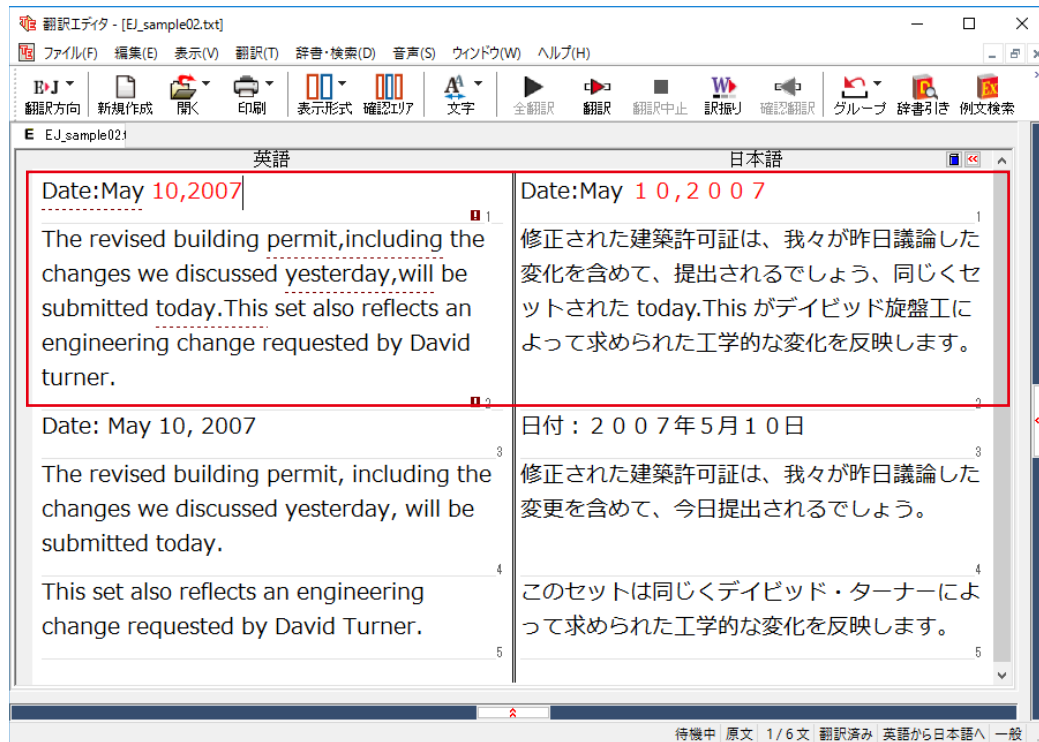 翻訳エディタ - [EJ_sample02.txt]
ファイル(F) 編集(E) 表示(V) 翻訳(T) 辞書・検索(D) 音声(S) ウィンドウ(W) ヘルプ(H)
E▸J
翻訳方向 新規作成 開く 印刷 表示形式 確認エリア 文字 全翻訳 翻訳 翻訳中止 訳振り 確認翻訳 グループ 辞書引き 例文検索
E EJ_sample02.t
英語 日本語
Date:May 10,2007
1
Date:May １０,２００７
1
The revised building permit,including the
changes we discussed yesterday,will be
submitted today.This set also reflects an
engineering change requested by David
turner.
2
修正された建築許可証は、我々が昨日議論した
変化を含めて、提出されるでしょう、同じくセ
ットされた today.This がデイビッド旋盤工に
よって求められた工学的な変化を反映します。
2
Date: May 10, 2007
3
日付：２００７年５月１０日
3
The revised building permit, including the
changes we discussed yesterday, will be
submitted today.
4
修正された建築許可証は、我々が昨日議論した
変更を含めて、今日提出されるでしょう。
4
This set also reflects an engineering
change requested by David Turner.
5
このセットは同じくデイビッド・ターナーによ
って求められた工学的な変化を反映します。
5
待機中 原文 1/6文 翻訳済み 英語から日本語へ 一般